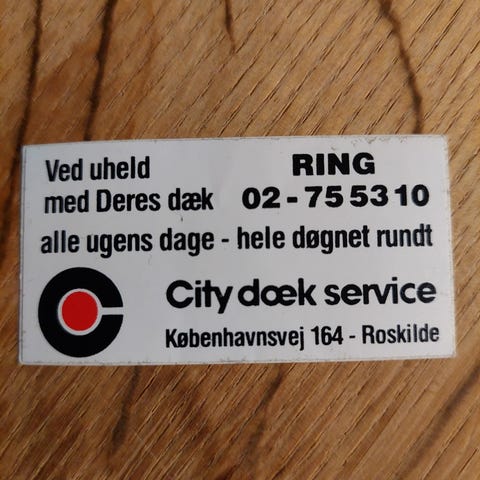 Ved uheld RING
med Deres dæk 02-75 53 10
alle ugens dage - hele døgnet rundt
City dæk service
Københavnsvej 164 - Roskilde